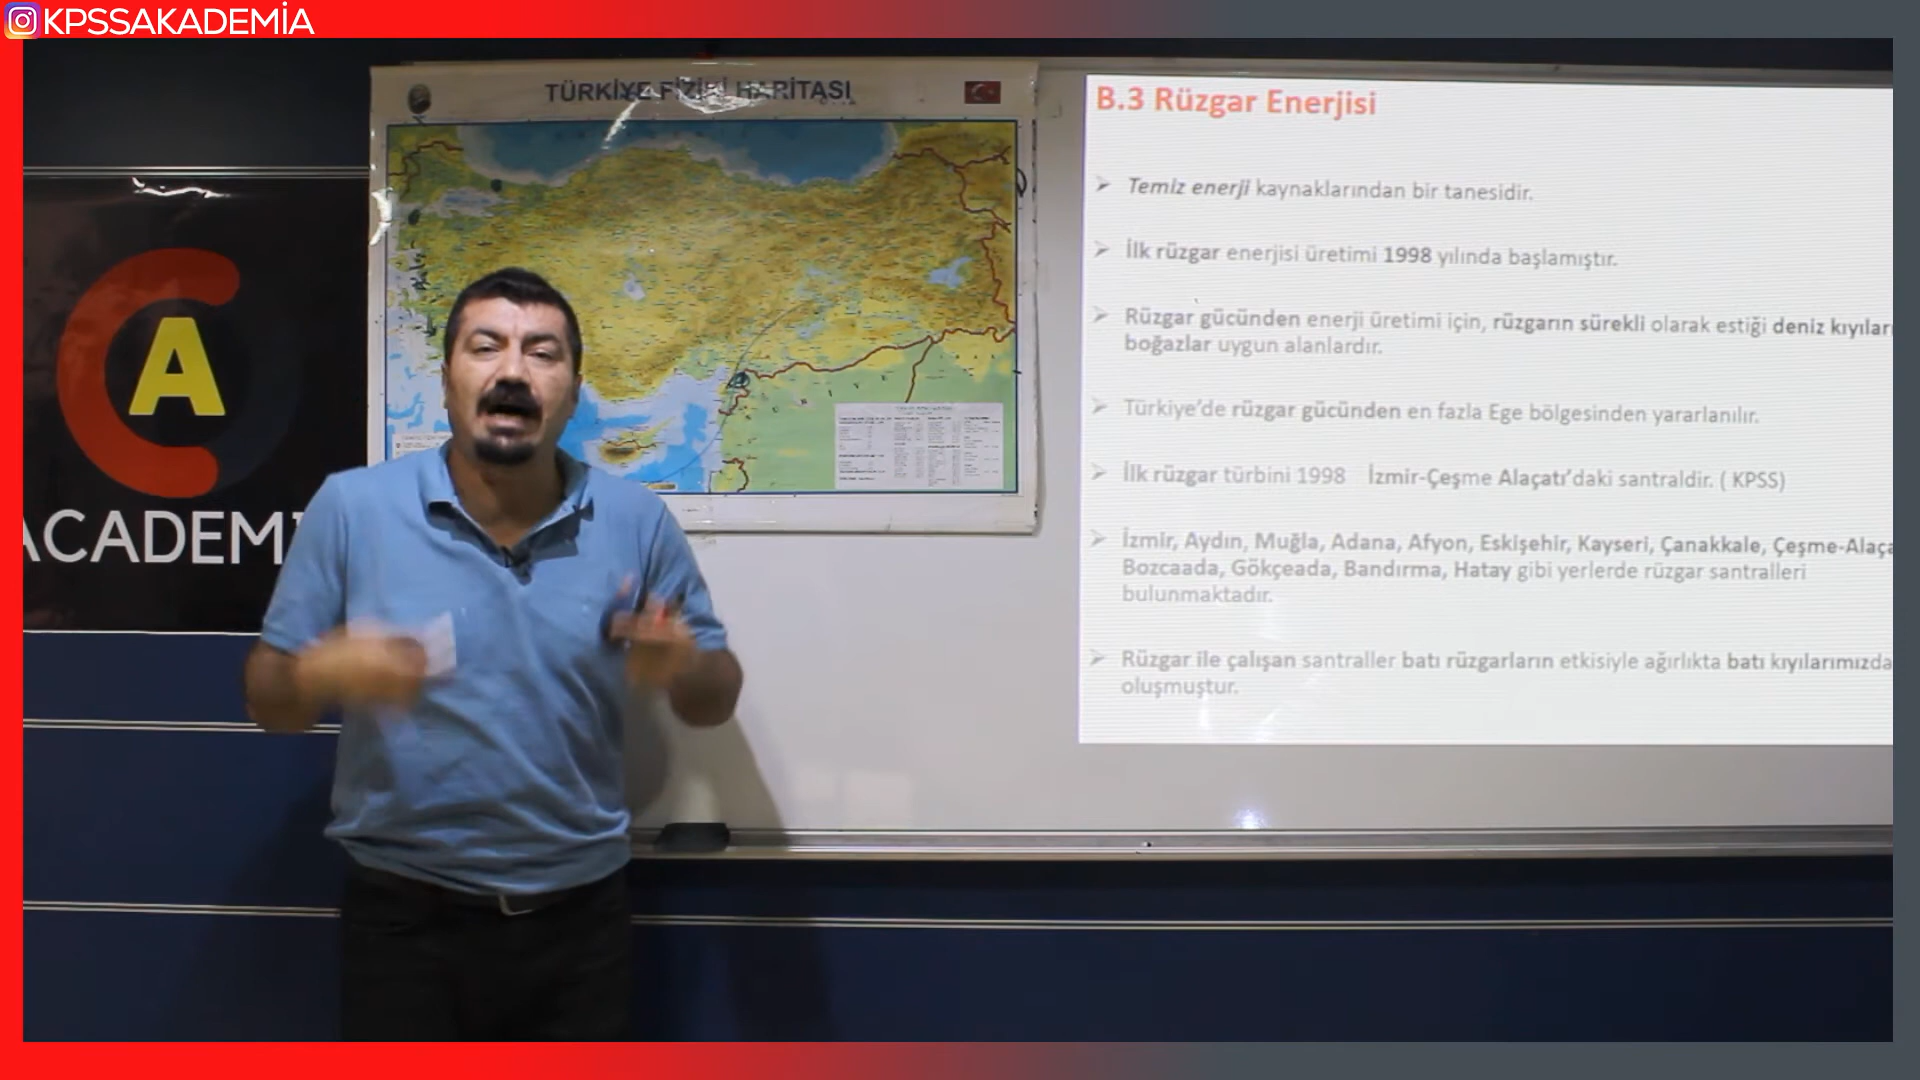 KPSSAKADEMİA
TÜRKİYE FİZİKİ HARİTASI
A
ACADEMİ
B.3 Rüzgar Enerjisi
➤ Temiz enerji kaynaklarından bir tanesidir.
➤ İlk rüzgar enerjisi üretimi 1998 yılında başlamıştır.
➤ Rüzgar gücünden enerji üretimi için, rüzgarın sürekli olarak estiği deniz kıyıları
boğazlar uygun alanlardır.
➤ Türkiye’de rüzgar gücünden en fazla Ege bölgesinden yararlanılır.
➤ İlk rüzgar türbini 1998 İzmir-Çeşme Alaçatı’daki santraldir. ( KPSS)
➤ İzmir, Aydın, Muğla, Adana, Afyon, Eskişehir, Kayseri, Çanakkale, Çeşme-Alaça
Bozcaada, Gökçeada, Bandırma, Hatay gibi yerlerde rüzgar santralleri
bulunmaktadır.
➤ Rüzgar ile çalışan santraller batı rüzgarların etkisiyle ağırlıkta batı kıyılarımızda
oluşmuştur.